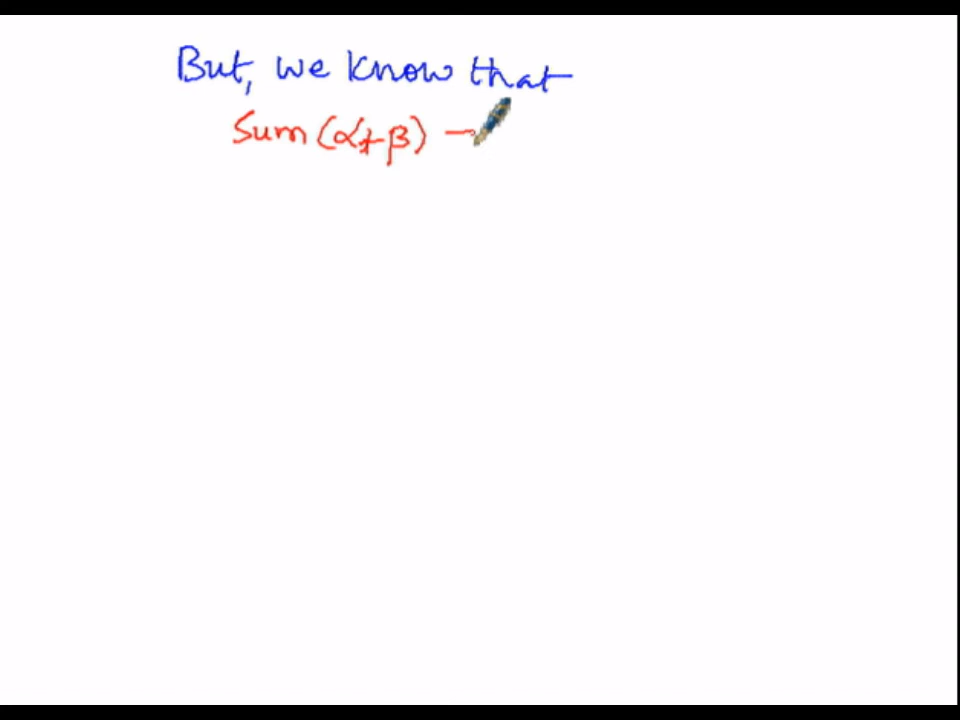 But, we know that
Sum (α+β) –